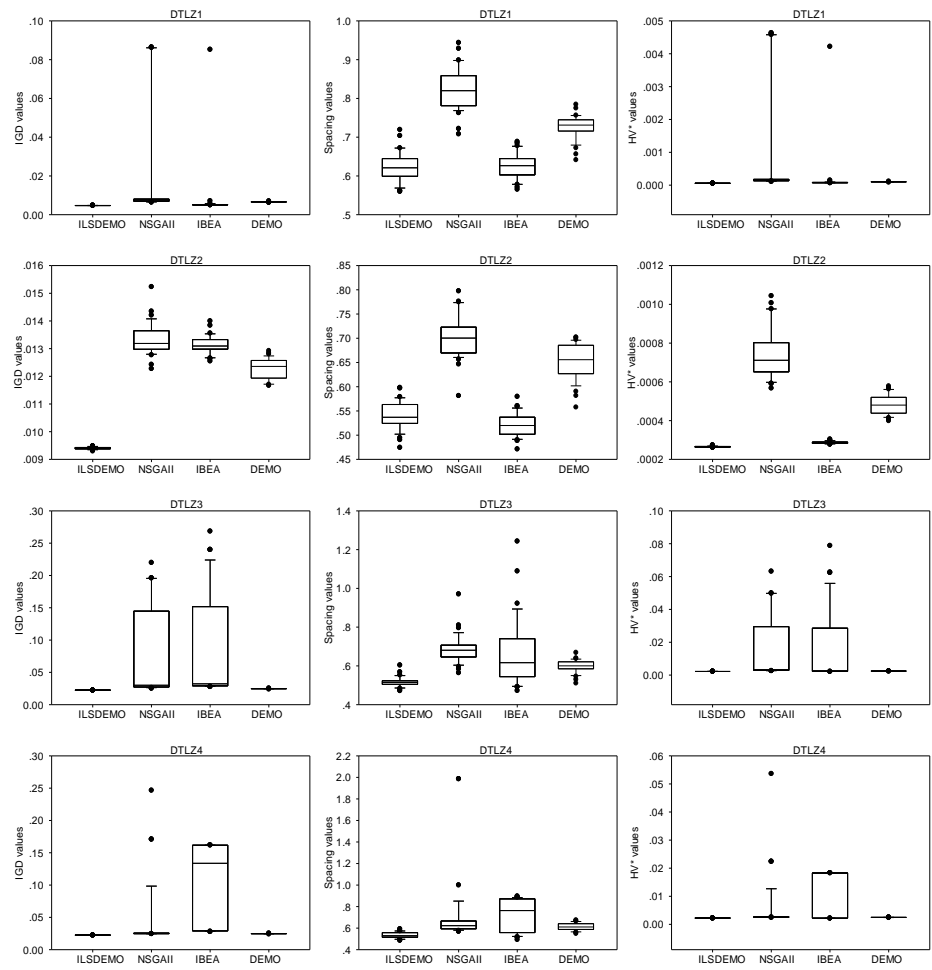 DTLZ1
IGD values
.10
.08
.06
.04
.02
0.00
ILSDEMO NSGAII IBEA DEMO
DTLZ1
Spacing values
1.0
.9
.8
.7
.6
.5
ILSDEMO NSGAII IBEA DEMO
DTLZ1
HV* values
.005
.004
.003
.002
.001
0.000
ILSDEMO NSGAII IBEA DEMO
DTLZ2
IGD values
.016
.015
.014
.013
.012
.010
.009
ILSDEMO NSGAII IBEA DEMO
DTLZ2
Spacing values
.85
.80
.75
.70
.65
.60
.55
.50
.45
ILSDEMO NSGAII IBEA DEMO
DTLZ2
HV* values
.0012
.0010
.0008
.0006
.0004
.0002
ILSDEMO NSGAII IBEA DEMO
DTLZ3
IGD values
.30
.25
.20
.15
.10
.05
0.00
ILSDEMO NSGAII IBEA DEMO
DTLZ3
Spacing values
1.4
1.2
1.0
.8
.6
.4
ILSDEMO NSGAII IBEA DEMO
DTLZ3
HV* values
.10
.08
.06
.04
.02
0.00
ILSDEMO NSGAII IBEA DEMO
DTLZ4
IGD values
.30
.25
.20
.15
.10
.05
0.00
ILSDEMO NSGAII IBEA DEMO
DTLZ4
Spacing values
2.2
2.0
1.8
1.6
1.4
1.2
1.0
0.8
.6
.4
ILSDEMO NSGAII IBEA DEMO
DTLZ4
HV* values
.06
.05
.04
.03
.02
.01
0.00
ILSDEMO NSGAII IBEA DEMO